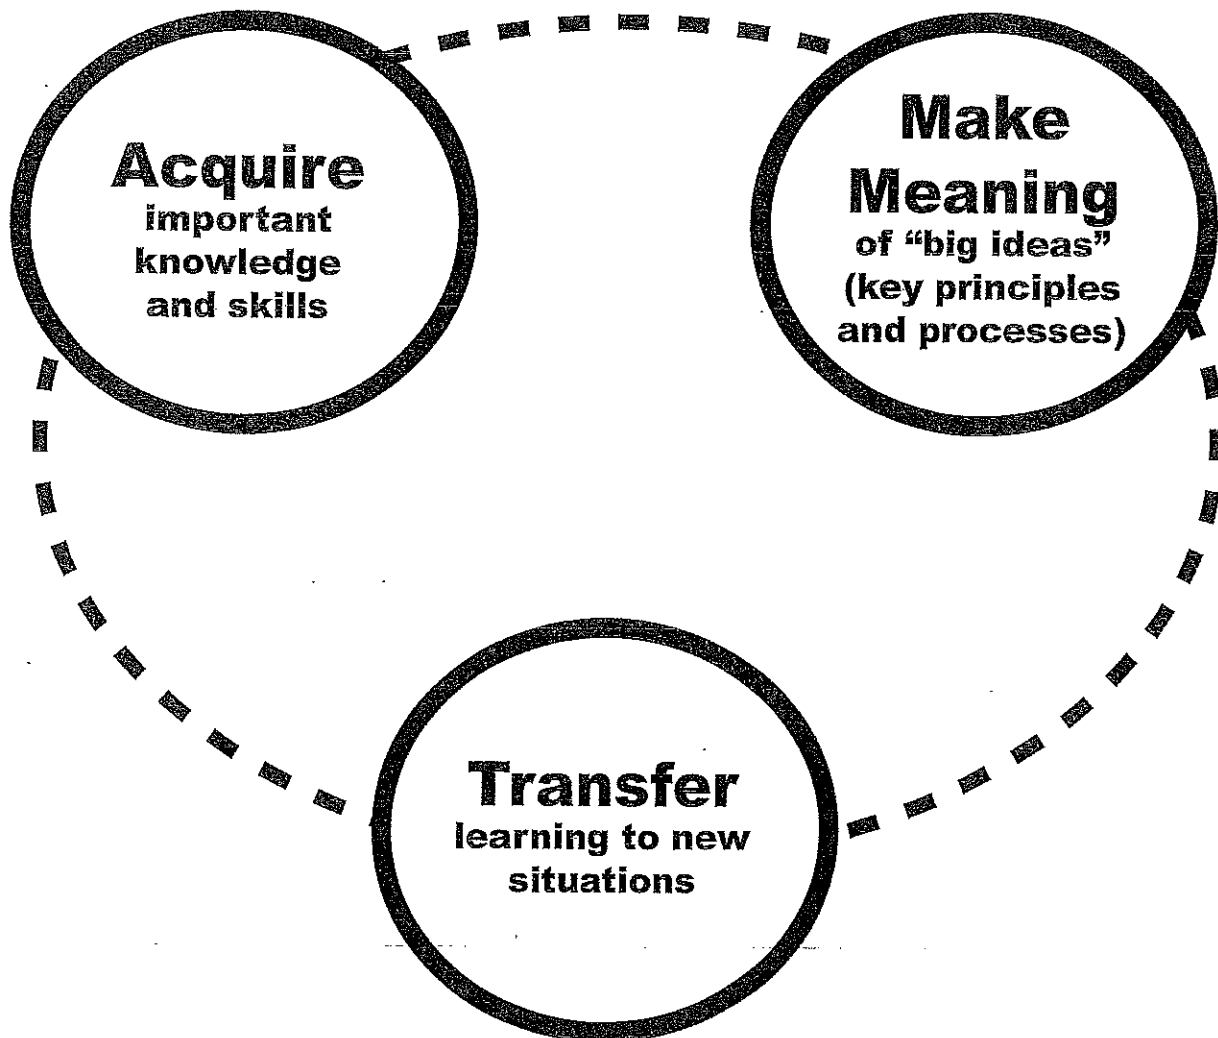 Acquire
important
knowledge
and skills
Make
Meaning
of “big ideas”
(key principles
and processes)
Transfer
learning to new
situations